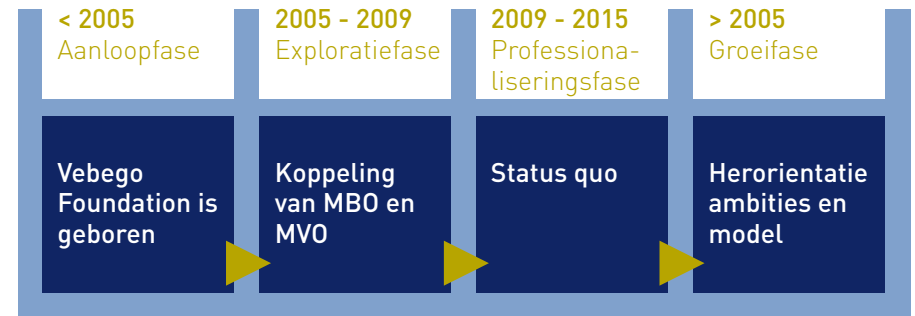 < 2005
Aanloopfase
2005 - 2009
Exploratiefase
2009 - 2015
Professiona-
liseringsfase
> 2005
Groeifase
Vebego
Foundation is
geboren
Koppeling
van MBO en
MVO
Status quo
Herorientatie
ambities en
model